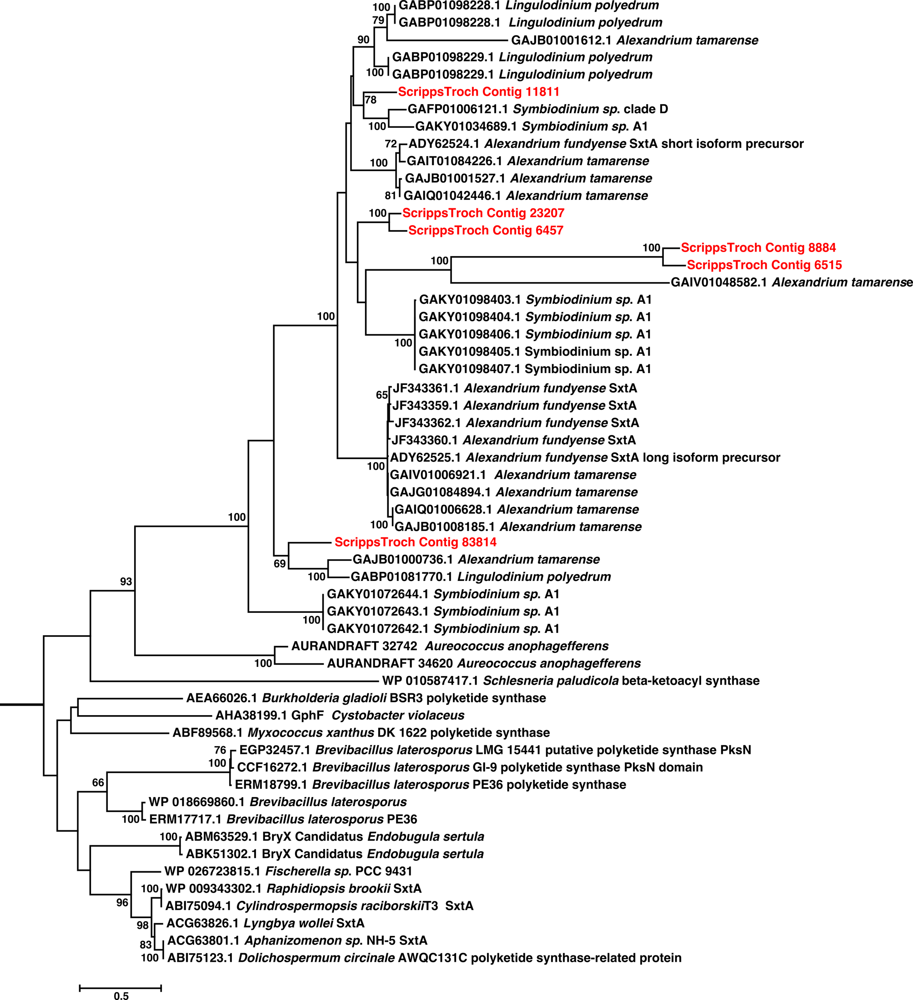 100 GABP01098228.1 Lingulodinium polyedrum
79
GABP01098228.1 Lingulodinium polyedrum
90
GAJB01001612.1 Alexandrium tamarense
GABP01098229.1 Lingulodinium polyedrum
100
GABP01098229.1 Lingulodinium polyedrum
ScrippsTroch Contig 11811
78
GAFP01006121.1 Symbiodinium sp. clade D
100 GAKY01034689.1 Symbiodinium sp. A1
72 ADY62524.1 Alexandrium fundyense SxtA short isoform precursor
100 GAIT01084226.1 Alexandrium tamarense
GAJB01001527.1 Alexandrium tamarense
81 GAIQ01042446.1 Alexandrium tamarense
100 ScrippsTroch Contig 23207
ScrippsTroch Contig 6457
100 ScrippsTroch Contig 8884
100
ScrippsTroch Contig 6515
GAIV01048582.1 Alexandrium tamarense
GAKY01098403.1 Symbiodinium sp. A1
100
GAKY01098404.1 Symbiodinium sp. A1
GAKY01098406.1 Symbiodinium sp. A1
100
GAKY01098405.1 Symbiodinium sp. A1
GAKY01098407.1 Symbiodinium sp. A1
JF343361.1 Alexandrium fundyense SxtA
65
JF343359.1 Alexandrium fundyense SxtA
JF343362.1 Alexandrium fundyense SxtA
JF343360.1 Alexandrium fundyense SxtA
ADY62525.1 Alexandrium fundyense SxtA long isoform precursor
100
GAIV01006921.1 Alexandrium tamarense
GAJG01084894.1 Alexandrium tamarense
GAIQ01006628.1 Alexandrium tamarense
100
100 GAJB01008185.1 Alexandrium tamarense
ScrippsTroch Contig 83814
GAJB01000736.1 Alexandrium tamarense
69
100 GABP01081770.1 Lingulodinium polyedrum
93
GAKY01072644.1 Symbiodinium sp. A1
GAKY01072643.1 Symbiodinium sp. A1
100
GAKY01072642.1 Symbiodinium sp. A1
AURANDRAFT 32742 Aureococcus anophagefferens
100 AURANDRAFT 34620 Aureococcus anophagefferens
WP 010587417.1 Schlesneria paludicola beta-ketoacyl synthase
AEA66026.1 Burkholderia gladioli BSR3 polyketide synthase
AHA38199.1 GphF Cystobacter violaceus
ABF89568.1 Myxococcus xanthus DK 1622 polyketide synthase
76 EGP32457.1 Brevibacillus laterosporus LMG 15441 putative polyketide synthase PksN
100 CCF16272.1 Brevibacillus laterosporus GI-9 polyketide synthase PksN domain
66 ERM18799.1 Brevibacillus laterosporus PE36 polyketide synthase
WP 018669860.1 Brevibacillus laterosporus
100 ERM17717.1 Brevibacillus laterosporus PE36
100 ABM63529.1 BryX Candidatus Endobugula sertula
ABK51302.1 BryX Candidatus Endobugula sertula
WP 026723815.1 Fischerella sp. PCC 9431
100 WP 009343302.1 Raphidiopsis brookii SxtA
96 ABI75094.1 Cylindrospermopsis raciborskiiT3 SxtA
98 ACG63826.1 Lyngbya wollei SxtA
83 ACG63801.1 Aphanizomenon sp. NH-5 SxtA
100 ABI75123.1 Dolichospermum circinale AWQC131C polyketide synthase-related protein
0.5